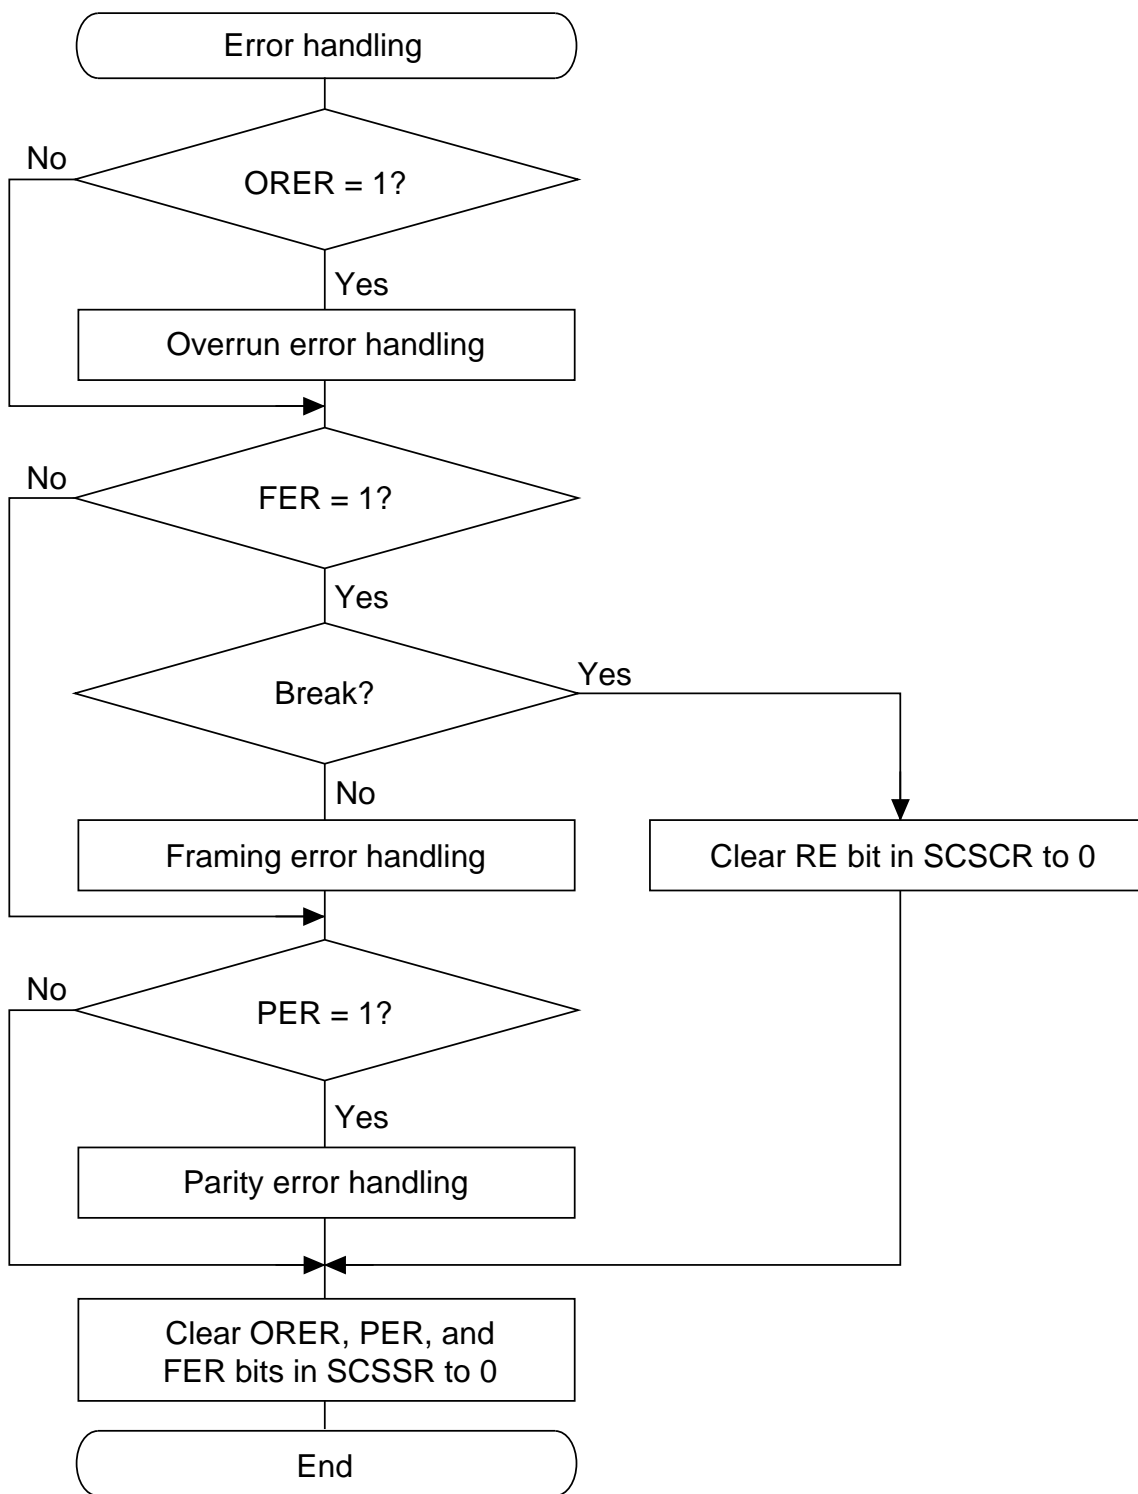 Error handling
No
ORER = 1?
Yes
Overrun error handling
No
FER = 1?
Yes
Break?
Yes
No
Framing error handling
Clear RE bit in SCSCR to 0
No
PER = 1?
Yes
Parity error handling
Clear ORER, PER, and
FER bits in SCSSR to 0
End